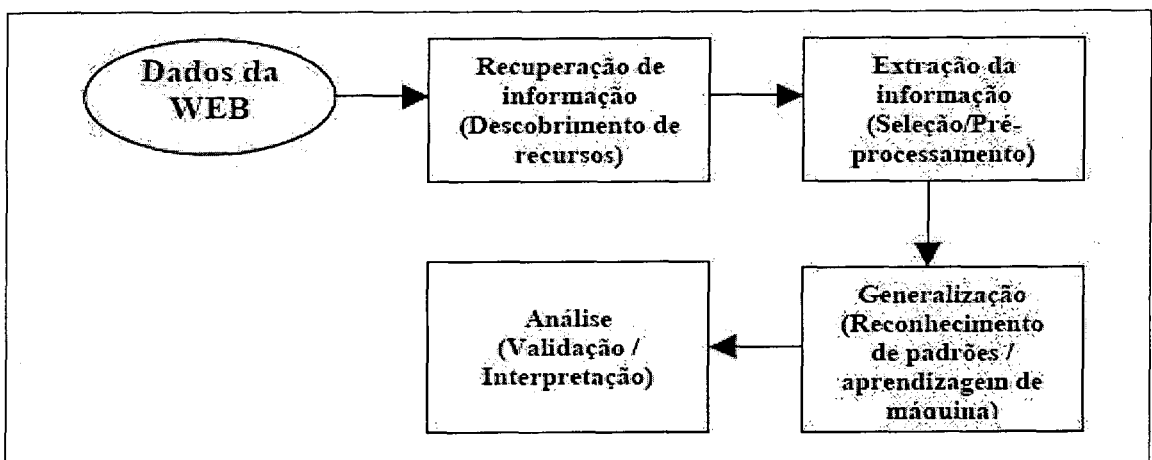 Dados da
WEB
Recuperação de
informação
(Descobrimento de
recursos)
Extração da
informação
(Seleção/Pré-
processamento)
Análise
(Validação /
Interpretação)
Generalização
(Reconhecimento
de padrões /
aprendizagem de
máquina)